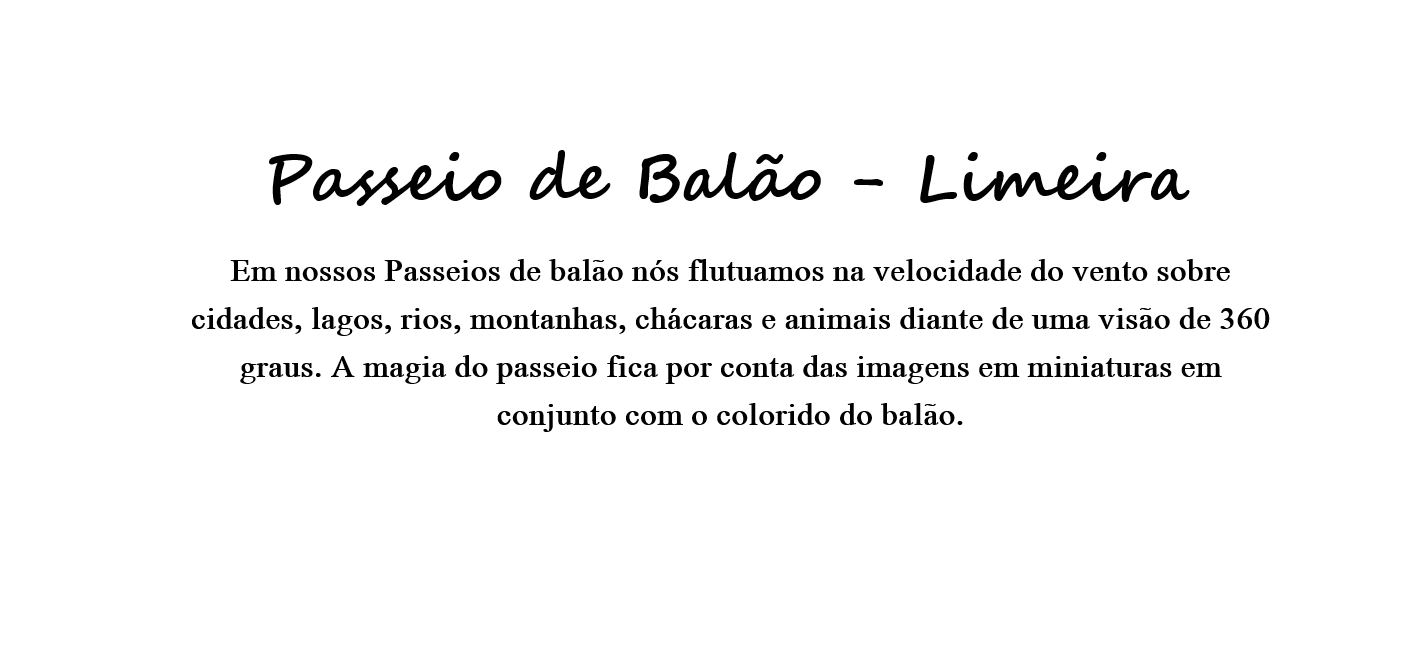 Passeio de Balão - Limeira
Em nossos Passeios de balão nós flutuamos na velocidade do vento sobre
cidades, lagos, rios, montanhas, chácaras e animais diante de uma visão de 360
graus. A magia do passeio fica por conta das imagens em miniaturas em
conjunto com o colorido do balão.